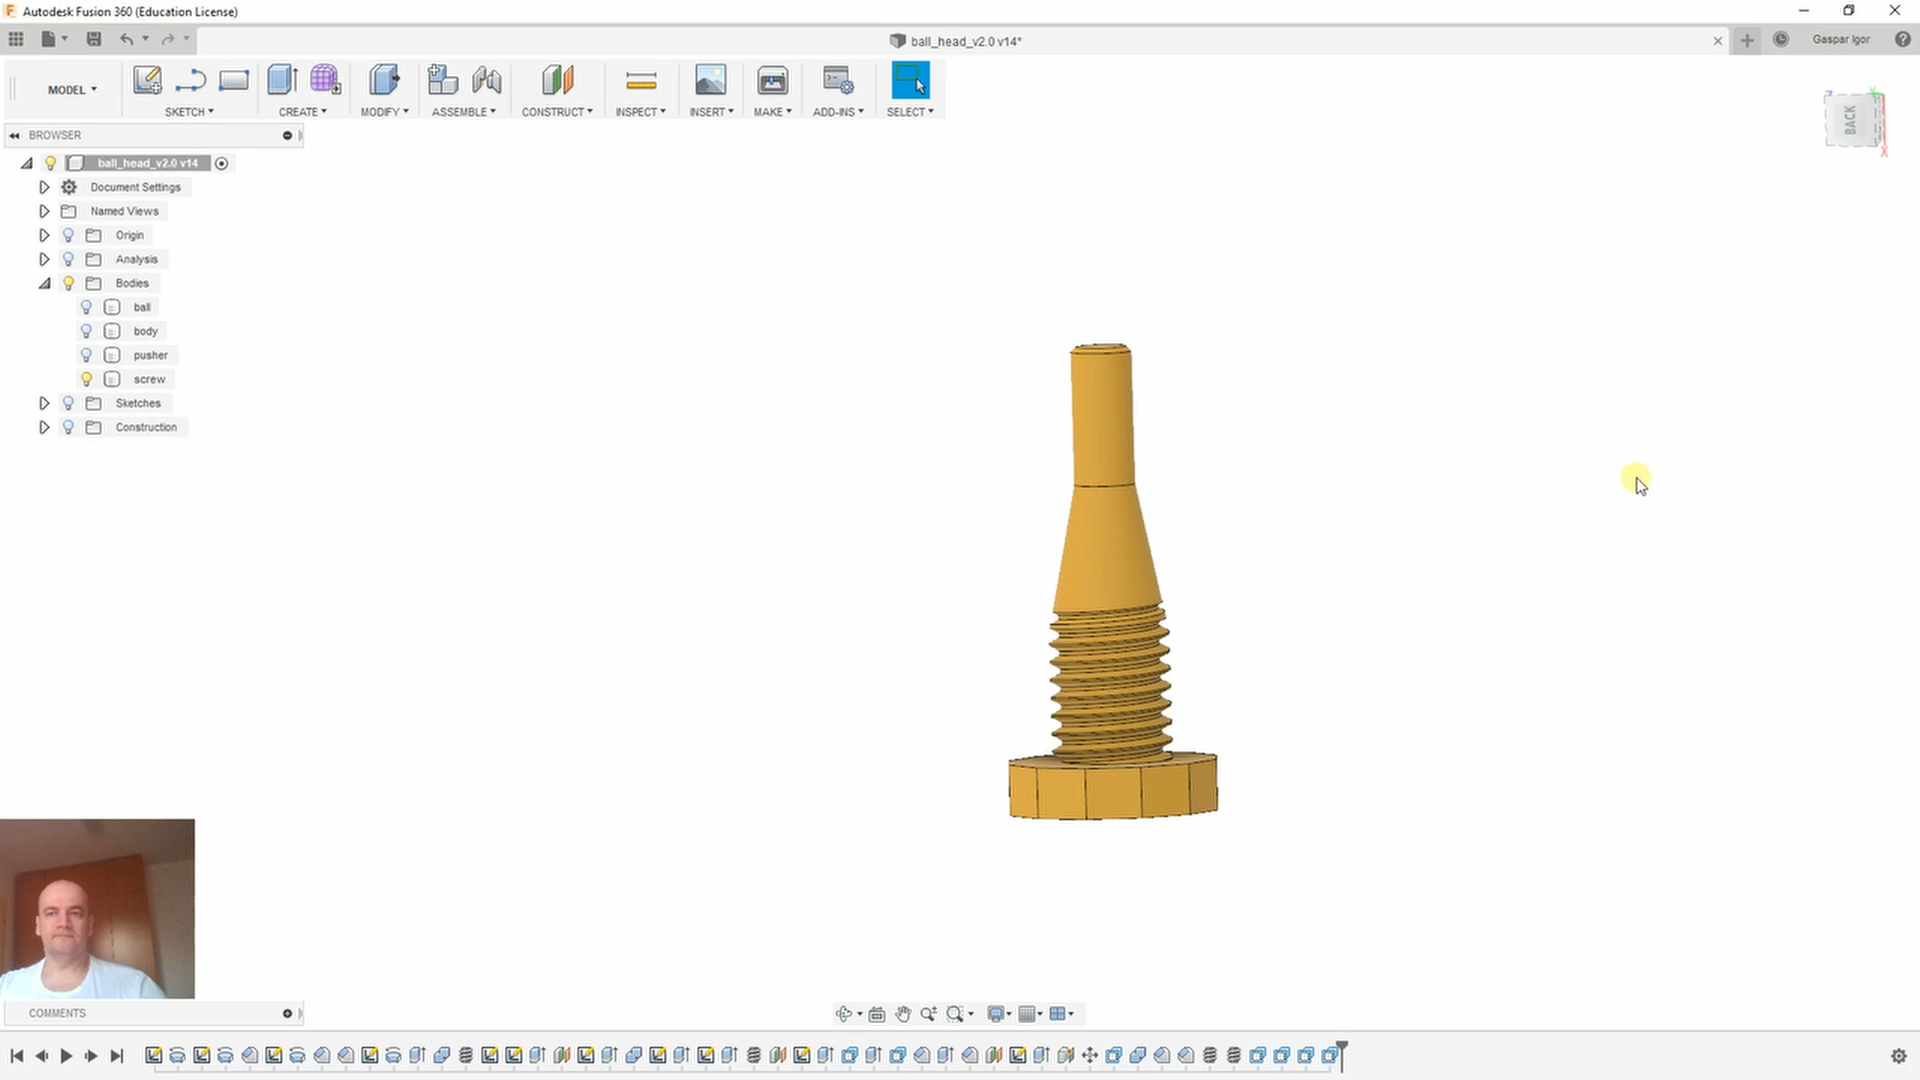 Autodesk Fusion 360 (Education License)
ball_head_v2.0 v14*
Gaspar Igor
MODEL
SKETCH
CREATE
MODIFY
ASSEMBLE
CONSTRUCT
INSPECT
INSERT
MAKE
ADD-INS
SELECT
BACK
BROWSER
ball_head_v2.0 v14
Document Settings
Named Views
Origin
Analysis
Bodies
ball
body
pusher
screw
Sketches
Construction
COMMENTS